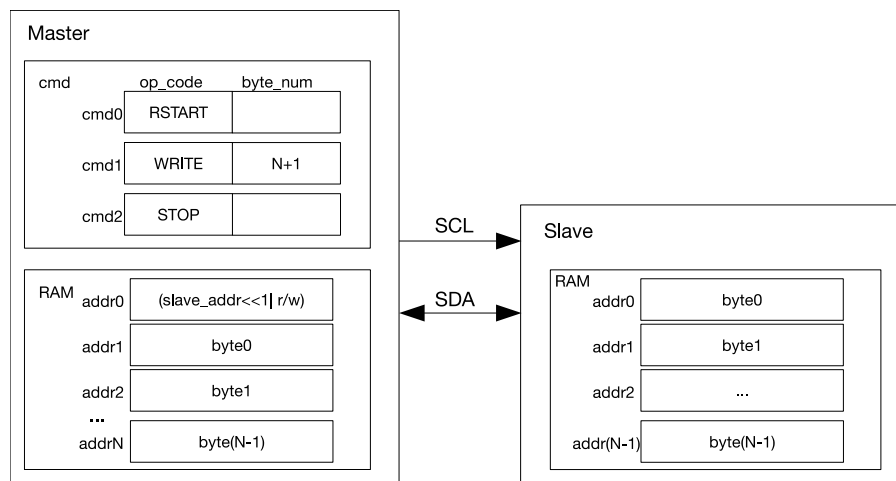 Master
cmd op_code byte_num
cmd0 RSTART
cmd1 WRITE N+1
cmd2 STOP
RAM
addr0 (slave_addr<<1| r/w)
addr1 byte0
addr2 byte1
...
addrN byte(N-1)
SCL
SDA
Slave
RAM
addr0 byte0
addr1 byte1
addr2 ...
addr(N-1) byte(N-1)